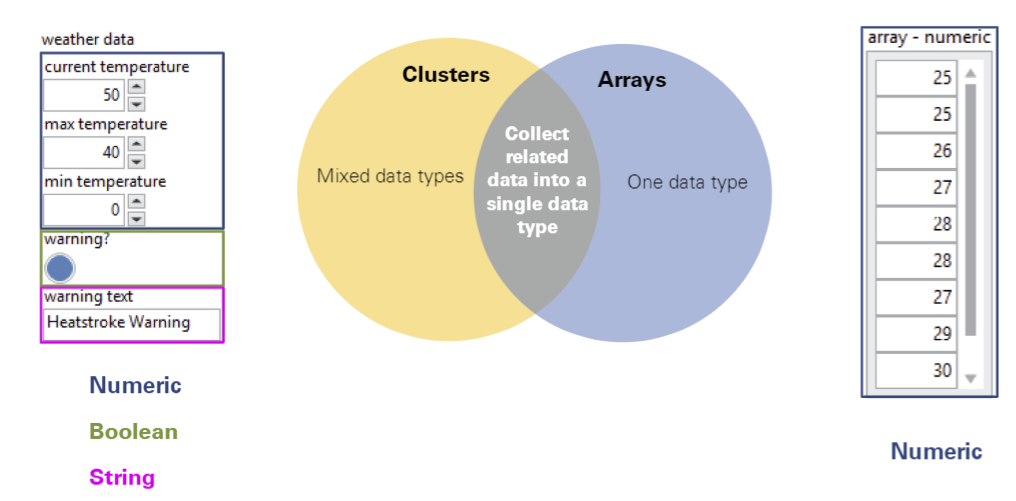 weather data
current temperature
50
max temperature
40
min temperature
0
warning?
warning text
Heatstroke Warning
Numeric
Boolean
String
Clusters
Mixed data types
Collect
related
data into a
single data
type
Arrays
One data type
array - numeric
25
25
26
27
28
28
27
29
30
Numeric